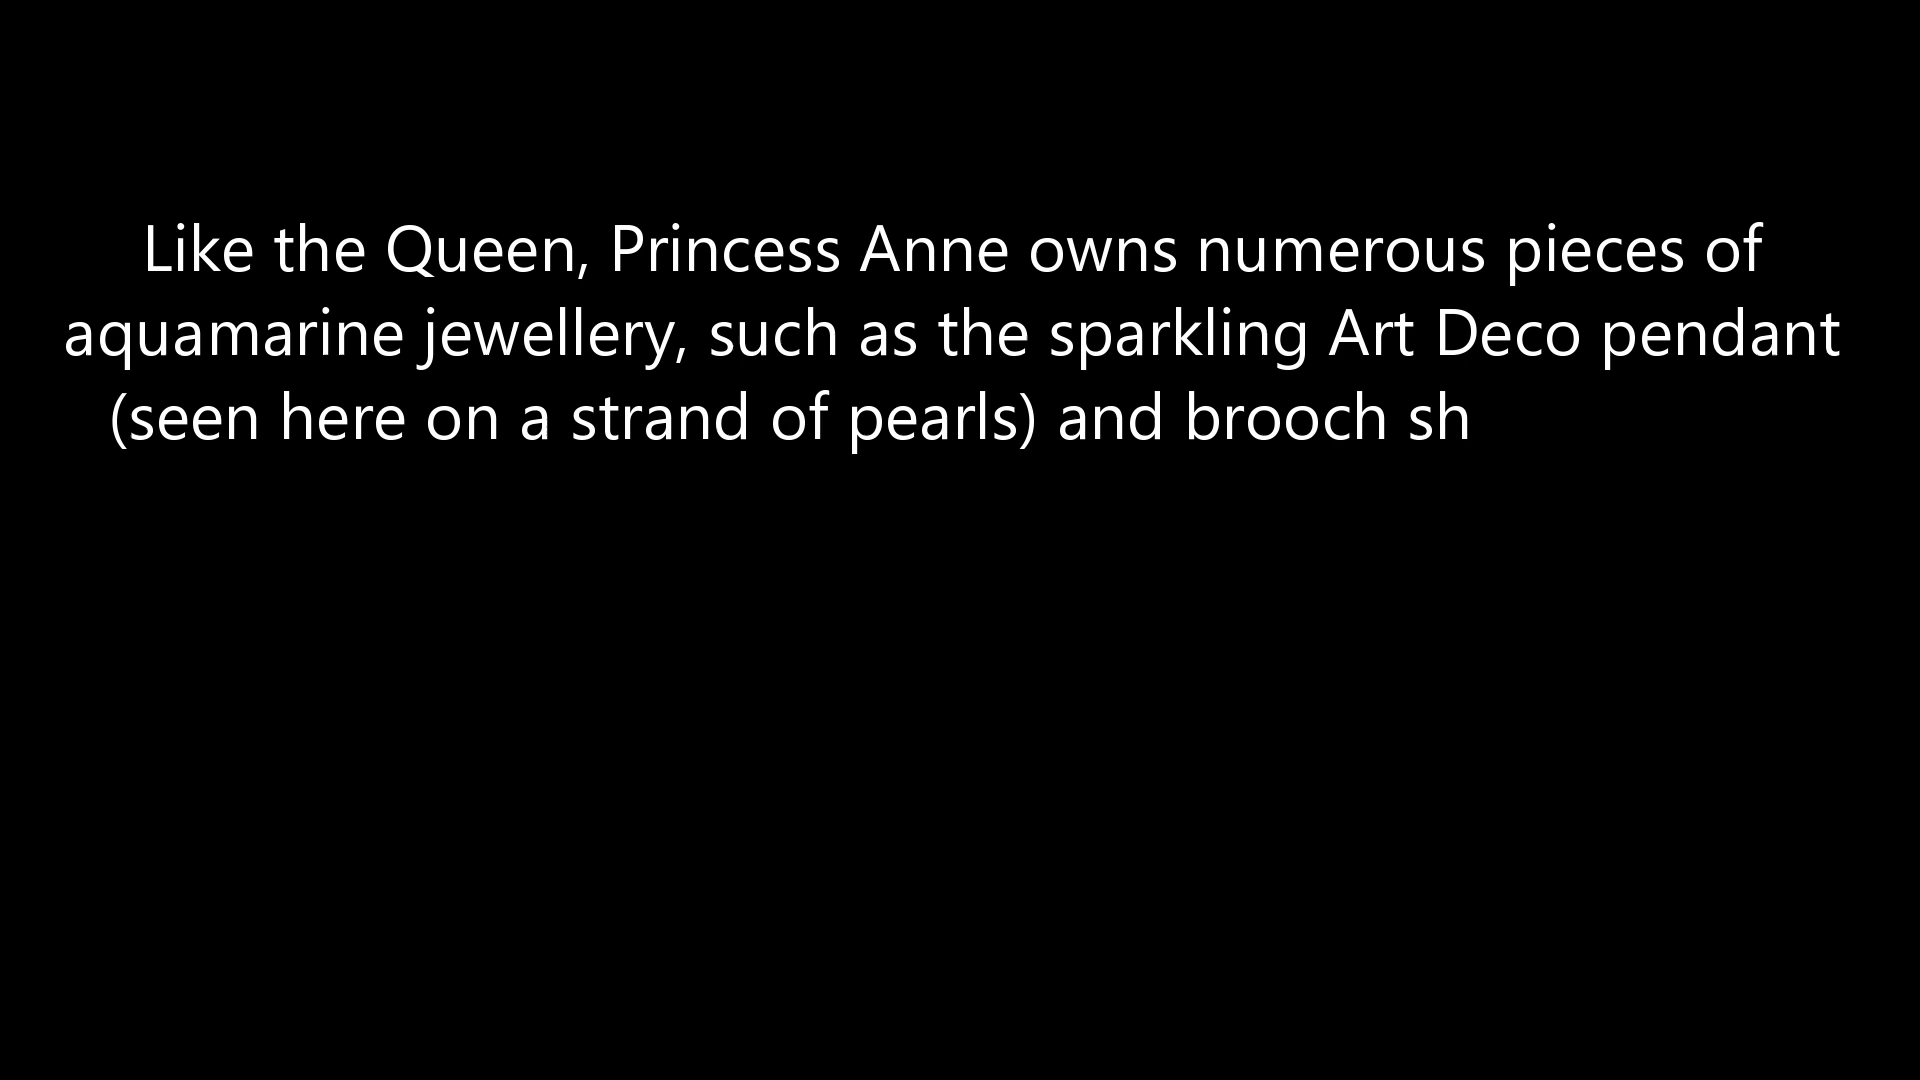 Like the Queen, Princess Anne owns numerous pieces of
aquamarine jewellery, such as the sparkling Art Deco pendant
(seen here on a strand of pearls) and brooch sh